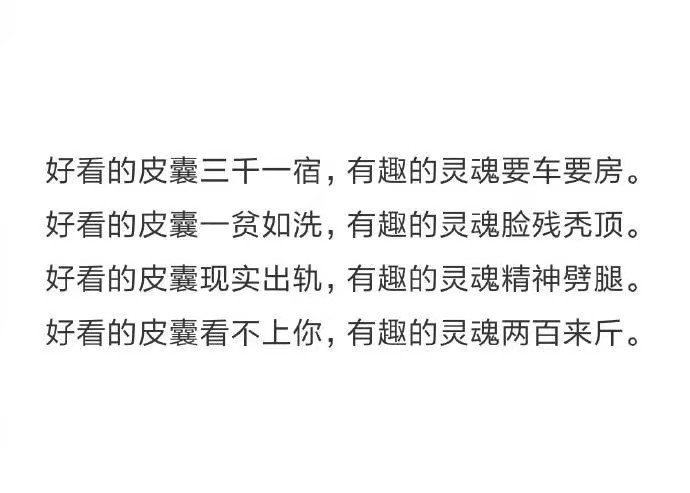 好看的皮囊三千一宿，有趣的灵魂要车要房。
好看的皮囊一贫如洗，有趣的灵魂脸残秃顶。
好看的皮囊现实出轨，有趣的灵魂精神劈腿。
好看的皮囊看不上你，有趣的灵魂两百来斤。